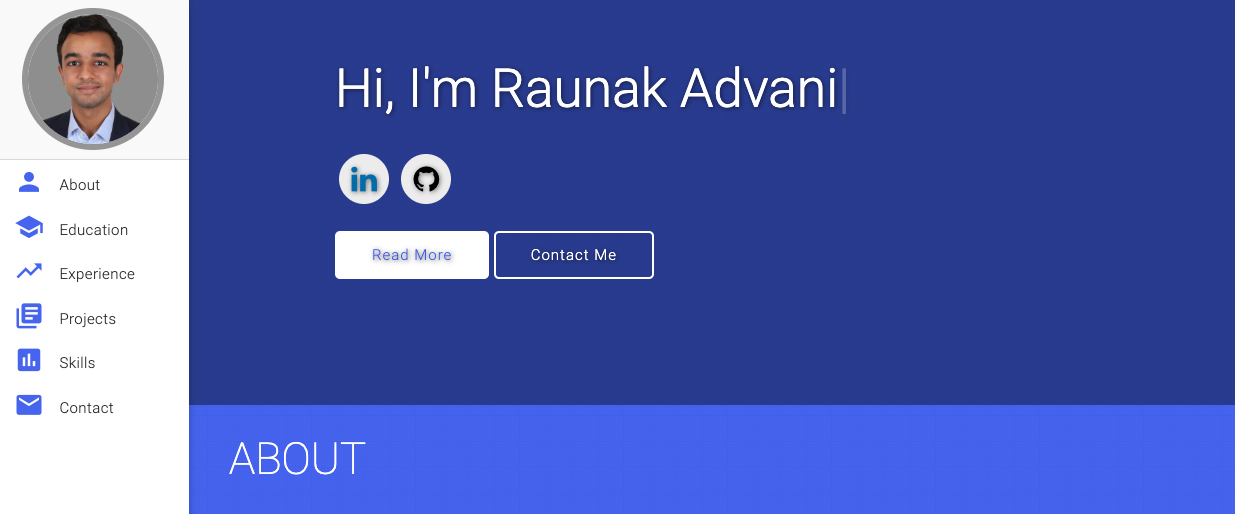 Hi, I'm Raunak Advani
in
Read More
Contact Me
About
Education
Experience
Projects
Skills
Contact
ABOUT